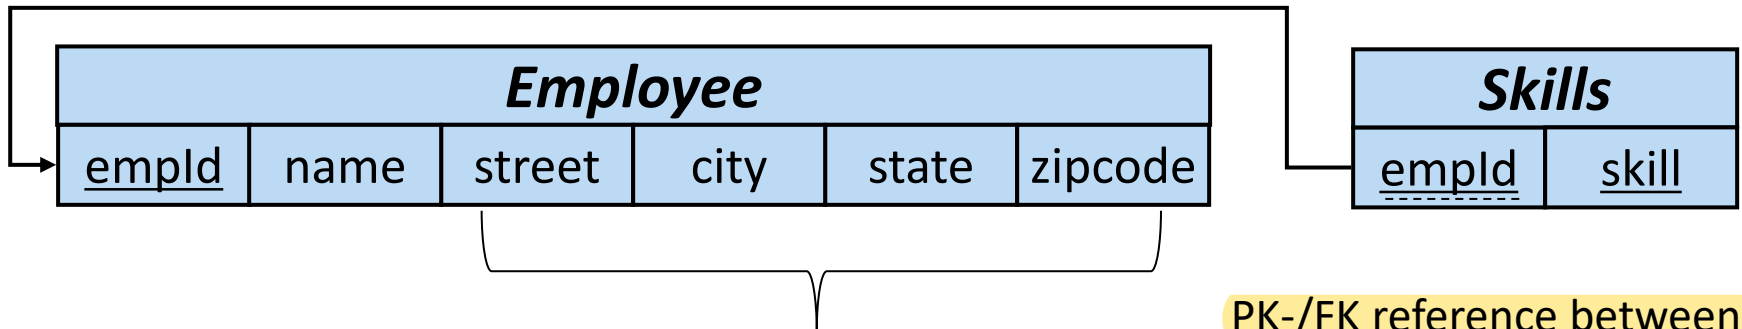 Employee
empId name street city state zipcode
Skills
empId skill
PK-/FK reference between